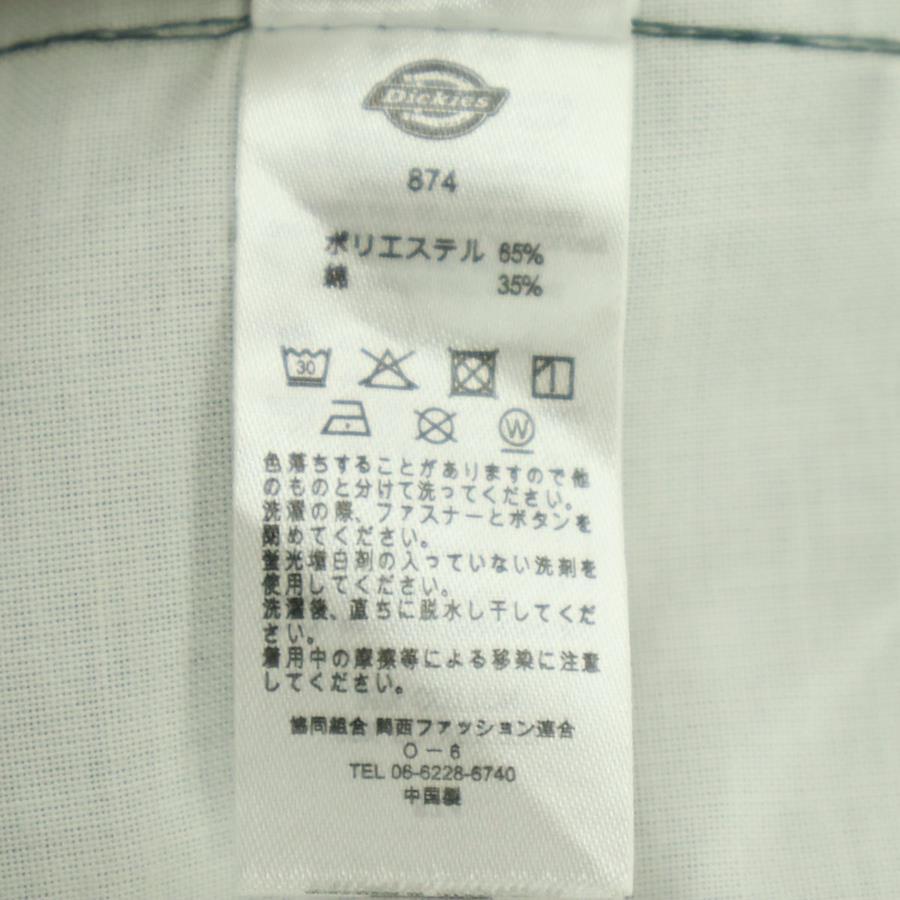 Dickies
874
ポリエステル 65%
綿 35%
30
W
色落ちすることがありますので他
のものと分けて洗ってください。
洗濯の際、ファスナーとボタンを
閉めてください。
蛍光増白剤の入っていない洗剤を
使用してください。
洗濯後、直ちに脱水し干してくだ
さい。
着用中の摩擦等による移染に注意
してください。
協同組合 関西ファッション連合
O－6
TEL 06-6228-6740
中国製